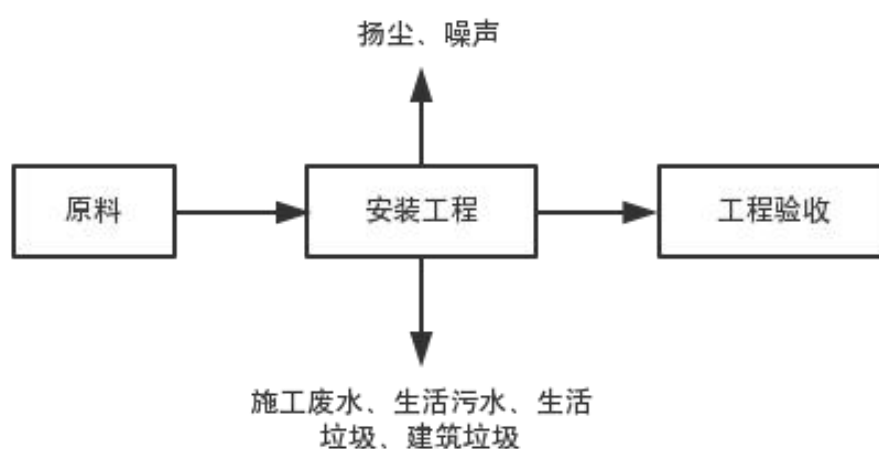 扬尘、噪声
原料
安装工程
工程验收
施工废水、生活污水、生活
垃圾、建筑垃圾